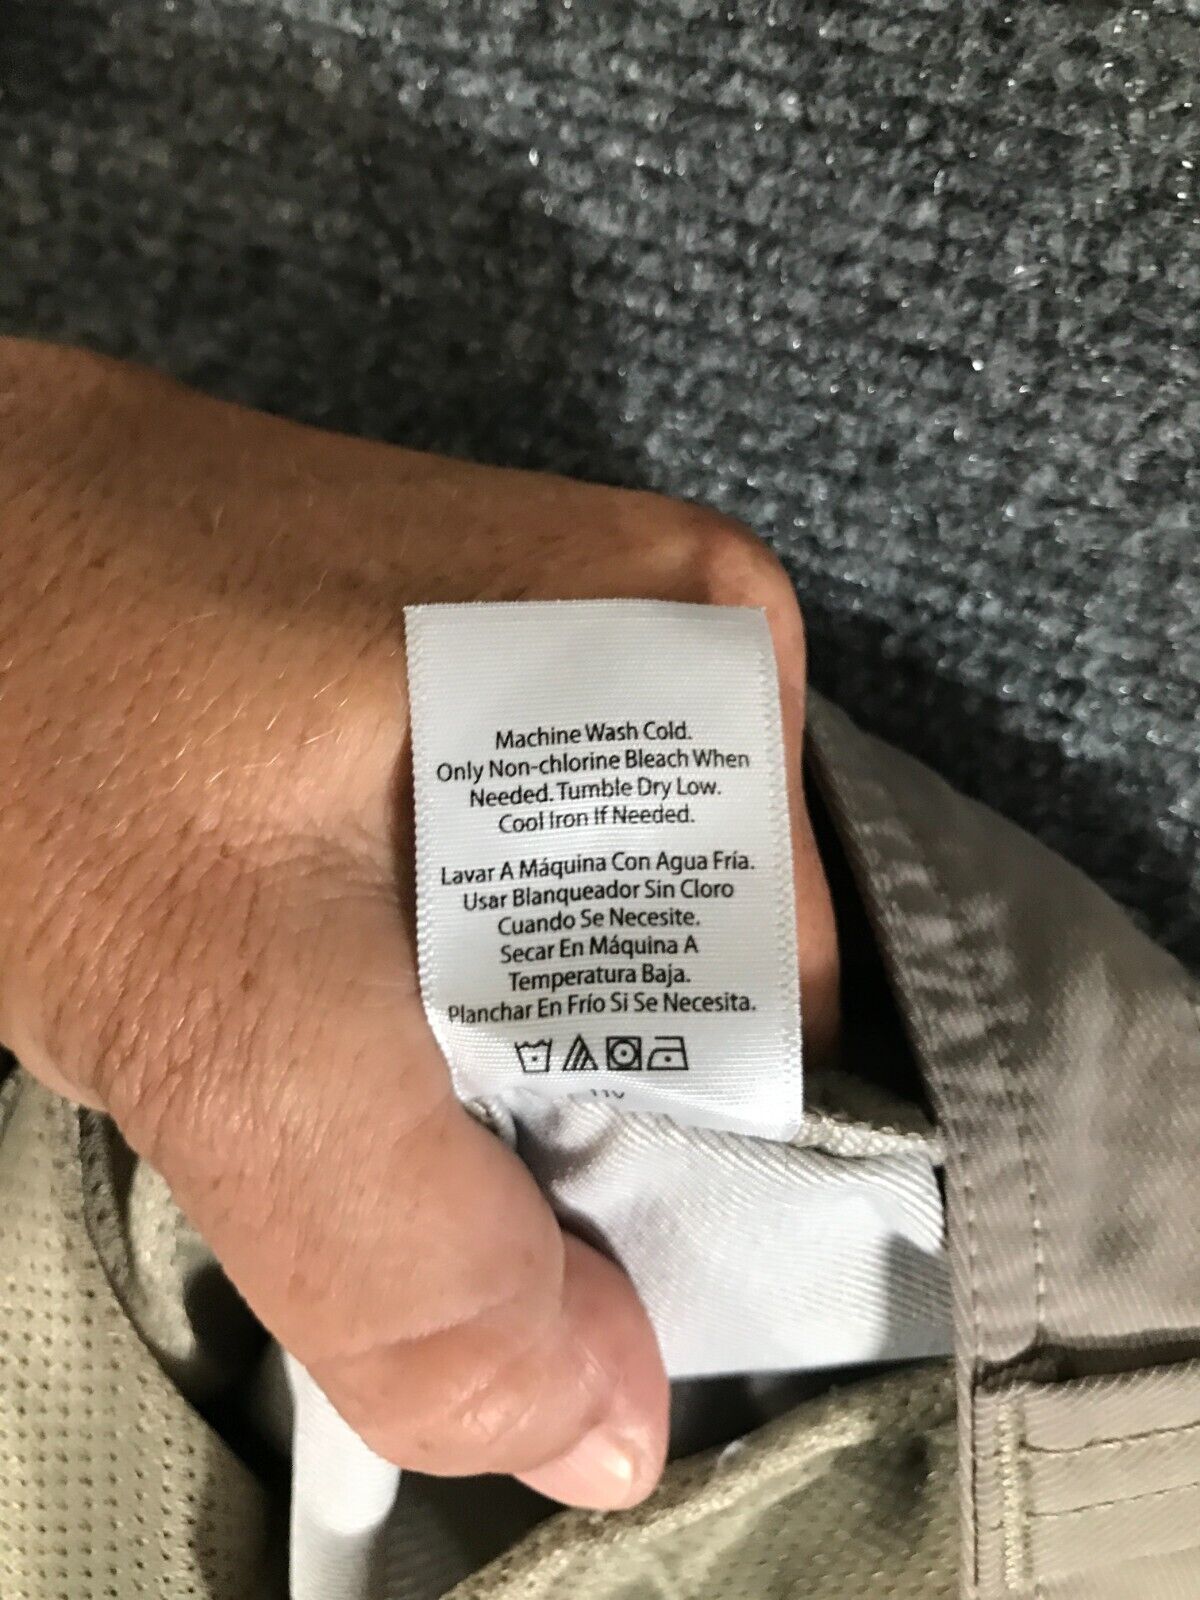 Machine Wash Cold.
Only Non-chlorine Bleach When
Needed. Tumble Dry Low.
Cool Iron If Needed.
Lavar A Máquina Con Agua Fría.
Usar Blanqueador Sin Cloro
Cuando Se Necesite.
Secar En Máquina A
Temperatura Baja.
Planchar En Frío Si Se Necesita.